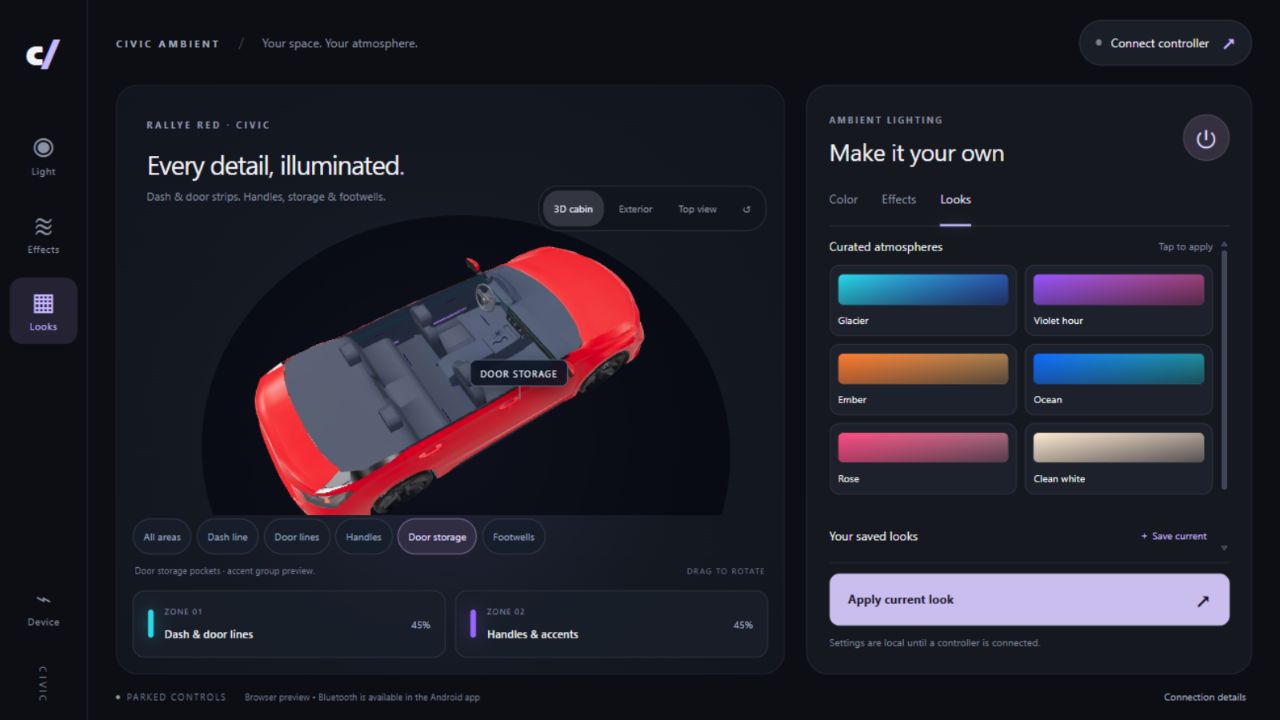 c/
CIVIC AMBIENT / Your space. Your atmosphere.
Connect controller ↗
Light
Effects
Looks
Device
CIVIC
RALLYE RED · CIVIC
Every detail, illuminated.
Dash & door strips. Handles, storage & footwells.
3D cabin Exterior Top view ↺
DOOR STORAGE
All areas Dash line Door lines Handles Door storage Footwells
Door storage pockets · accent group preview. DRAG TO ROTATE
ZONE 01
Dash & door lines 45%
ZONE 02
Handles & accents 45%
AMBIENT LIGHTING
Make it your own
Color Effects Looks
Curated atmospheres Tap to apply
Glacier Violet hour
Ember Ocean
Rose Clean white
Your saved looks + Save current
Apply current look ↗
Settings are local until a controller is connected.
PARKED CONTROLS Browser preview • Bluetooth is available in the Android app
Connection details